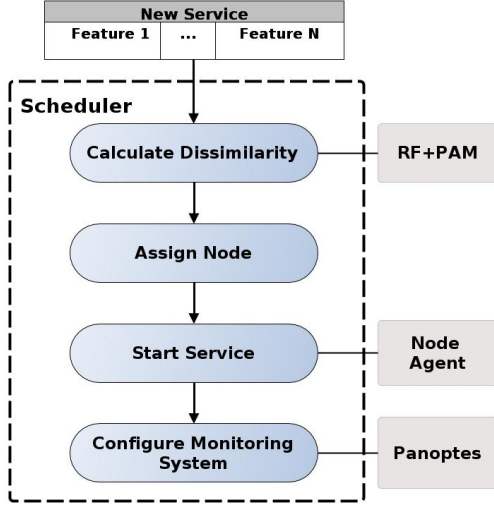 New Service
Feature 1 ... Feature N
Scheduler
Calculate Dissimilarity
RF+PAM
Assign Node
Start Service
Node
Agent
Configure Monitoring
System
Panoptes